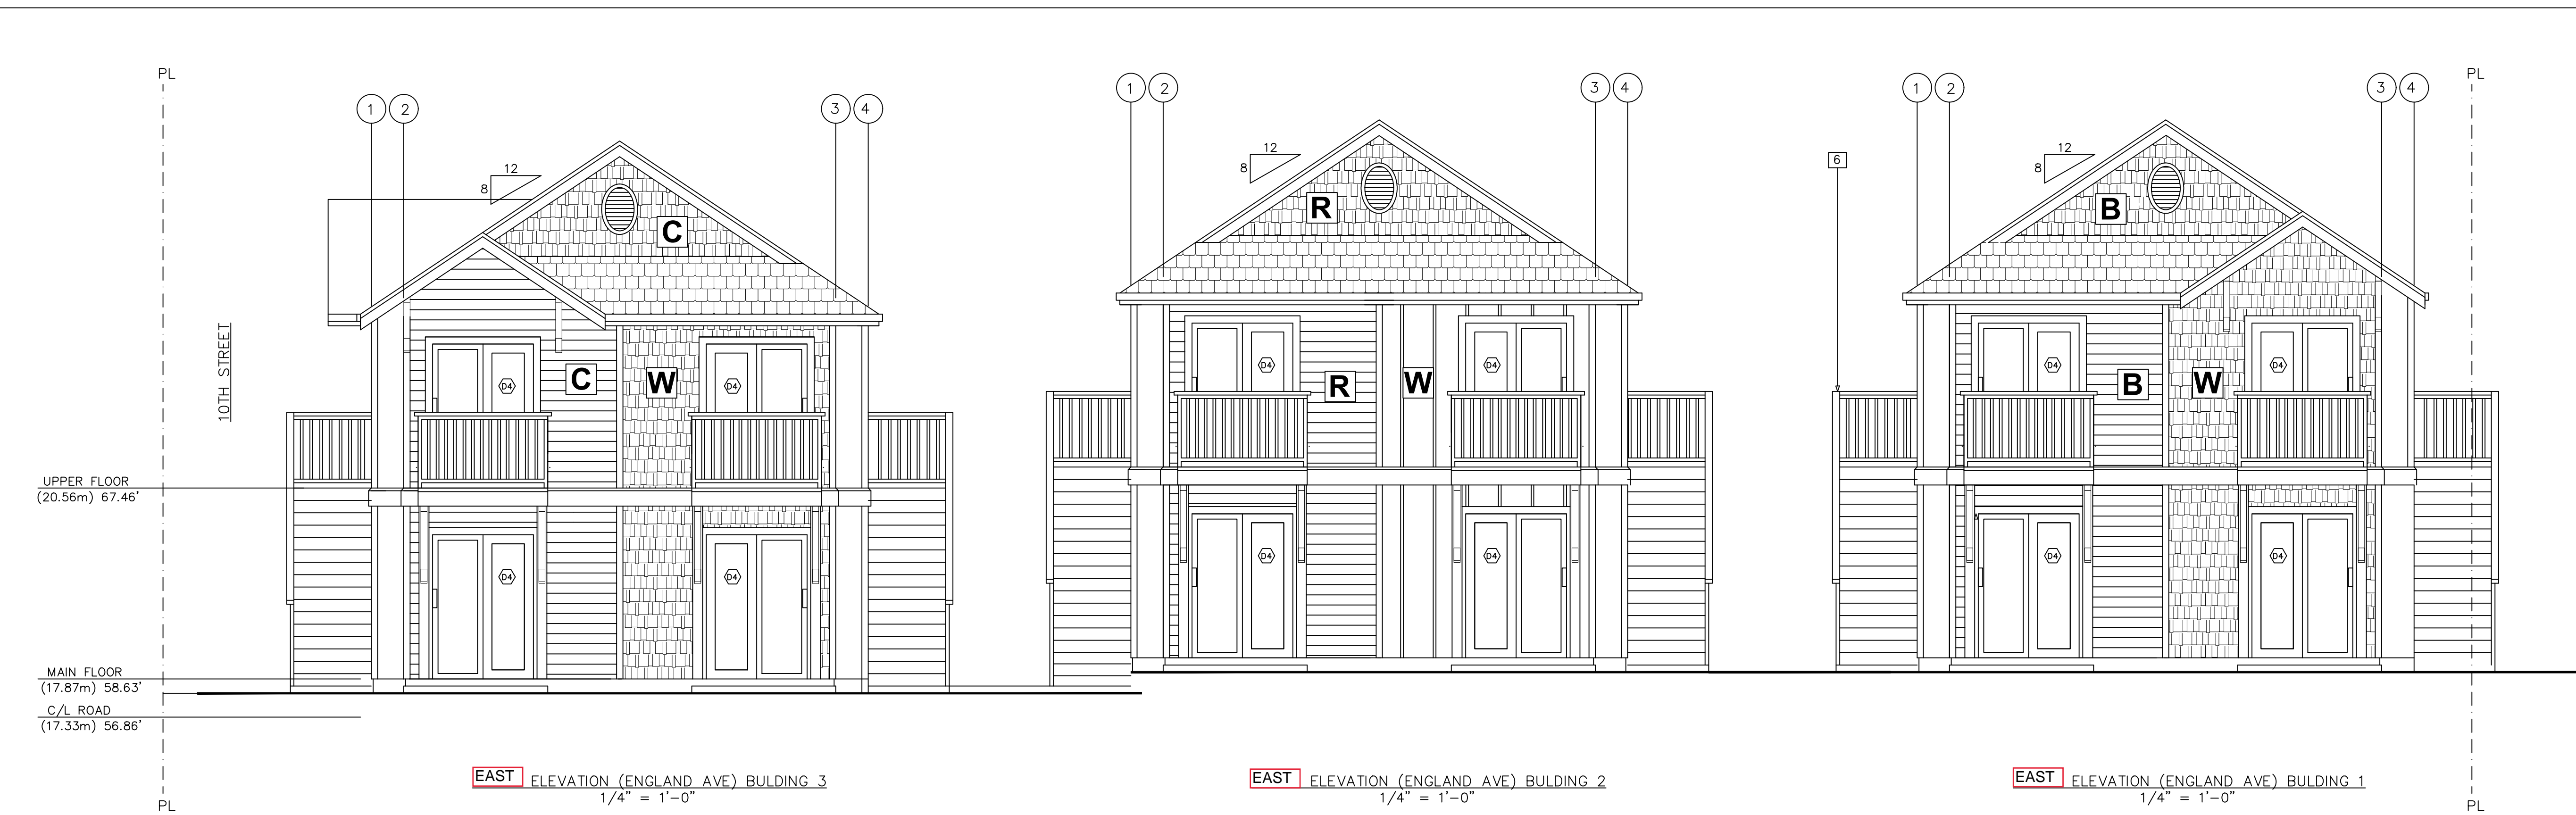 PL
PL
1 2 3 4
1 2 3 4
1 2 3 4
12
8
12
8
12
8
6
C
R
B
10TH STREET
C W
R W
B W
D4 D4
D4 D4
D4 D4
UPPER FLOOR
(20.56m) 67.46'
D4 D4
D4 D4
D4 D4
MAIN FLOOR
(17.87m) 58.63'
C/L ROAD
(17.33m) 56.86'
EAST ELEVATION (ENGLAND AVE) BULDING 3
1/4" = 1'-0"
EAST ELEVATION (ENGLAND AVE) BULDING 2
1/4" = 1'-0"
EAST ELEVATION (ENGLAND AVE) BULDING 1
1/4" = 1'-0"
PL
PL